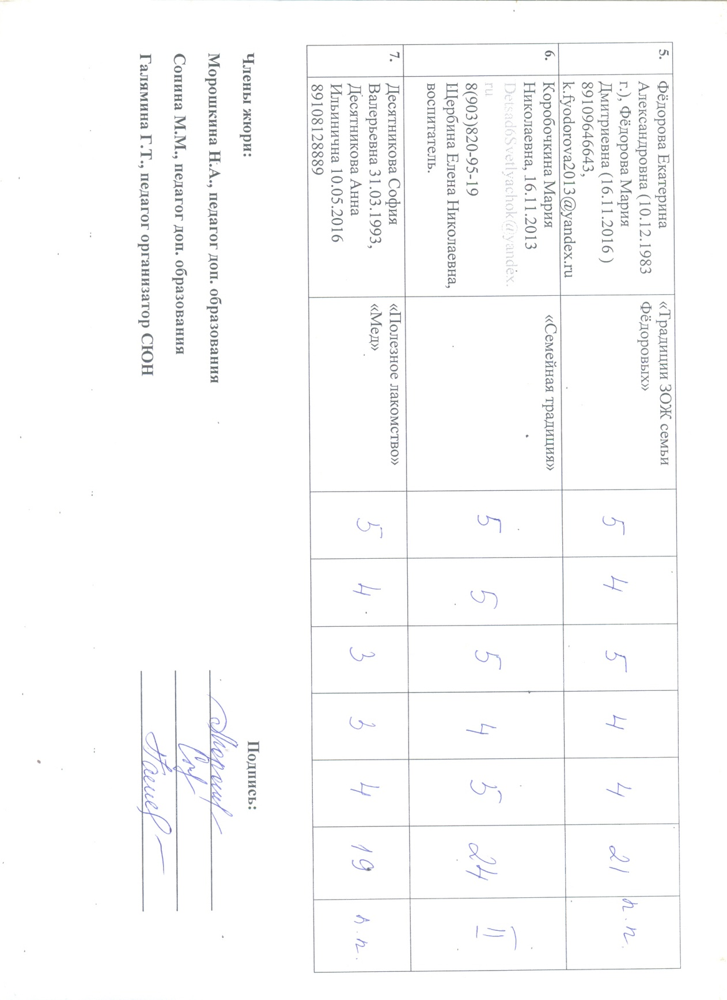 5.
Фёдорова Екатерина
Александровна (10.12.1983
г.), Фёдорова Мария
Дмитриевна (16.11.2016 )
89109646643,
k.fyodorova2013@yandex.ru
«Традиции ЗОЖ семьи
Фёдоровых»
5
4
5
4
4
21
п.п.
6.
Коробочкина Мария
Николаевна, 16.11.2013
Detsad6Svetlyachok@yandex.
ru
8(903)820-95-19
Щербина Елена Николаевна,
воспитатель.
«Семейная традиция»
5
5
5
4
5
24
II
7.
Десятникова София
Валерьевна 31.03.1993,
Десятникова Анна
Ильинична 10.05.2016
89108128889
«Полезное лакомство»
«Мед»
5
4
3
3
4
19
п.п.
Члены жюри: Подпись:
Морошкина Н.А., педагог доп. образования
Сопина М.М., педагог доп. образования
Галямина Г.Т., педагог организатор СЮН